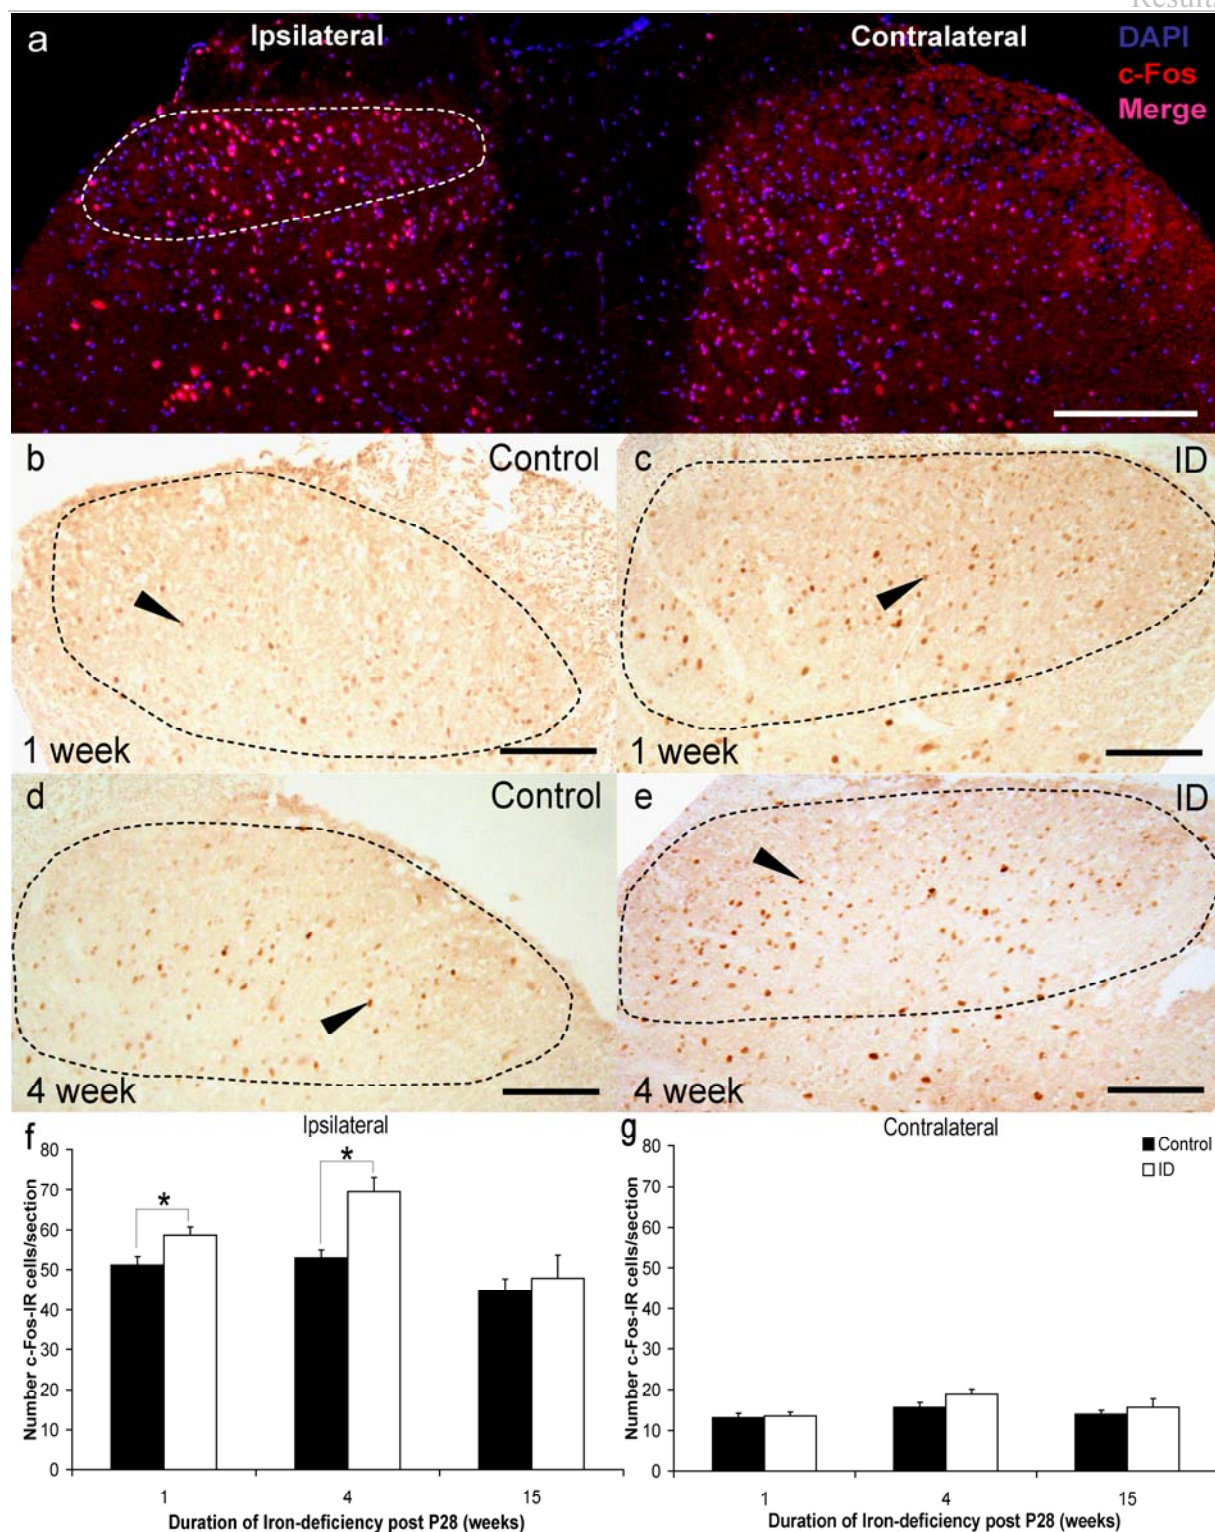 a
Ipsilateral
Contralateral
DAPI
c-Fos
Merge
b
Control
1 week
c
ID
1 week
d
Control
4 week
e
ID
4 week
f
Ipsilateral
Number c-Fos-IR cells/section
80
70
60
50
40
30
20
10
0
*
*
1
4
15
Duration of Iron-deficiency post P28 (weeks)
g
Contralateral
Control
ID
Number c-Fos-IR cells/section
80
70
60
50
40
30
20
10
0
1
4
15
Duration of Iron-deficiency post P28 (weeks)